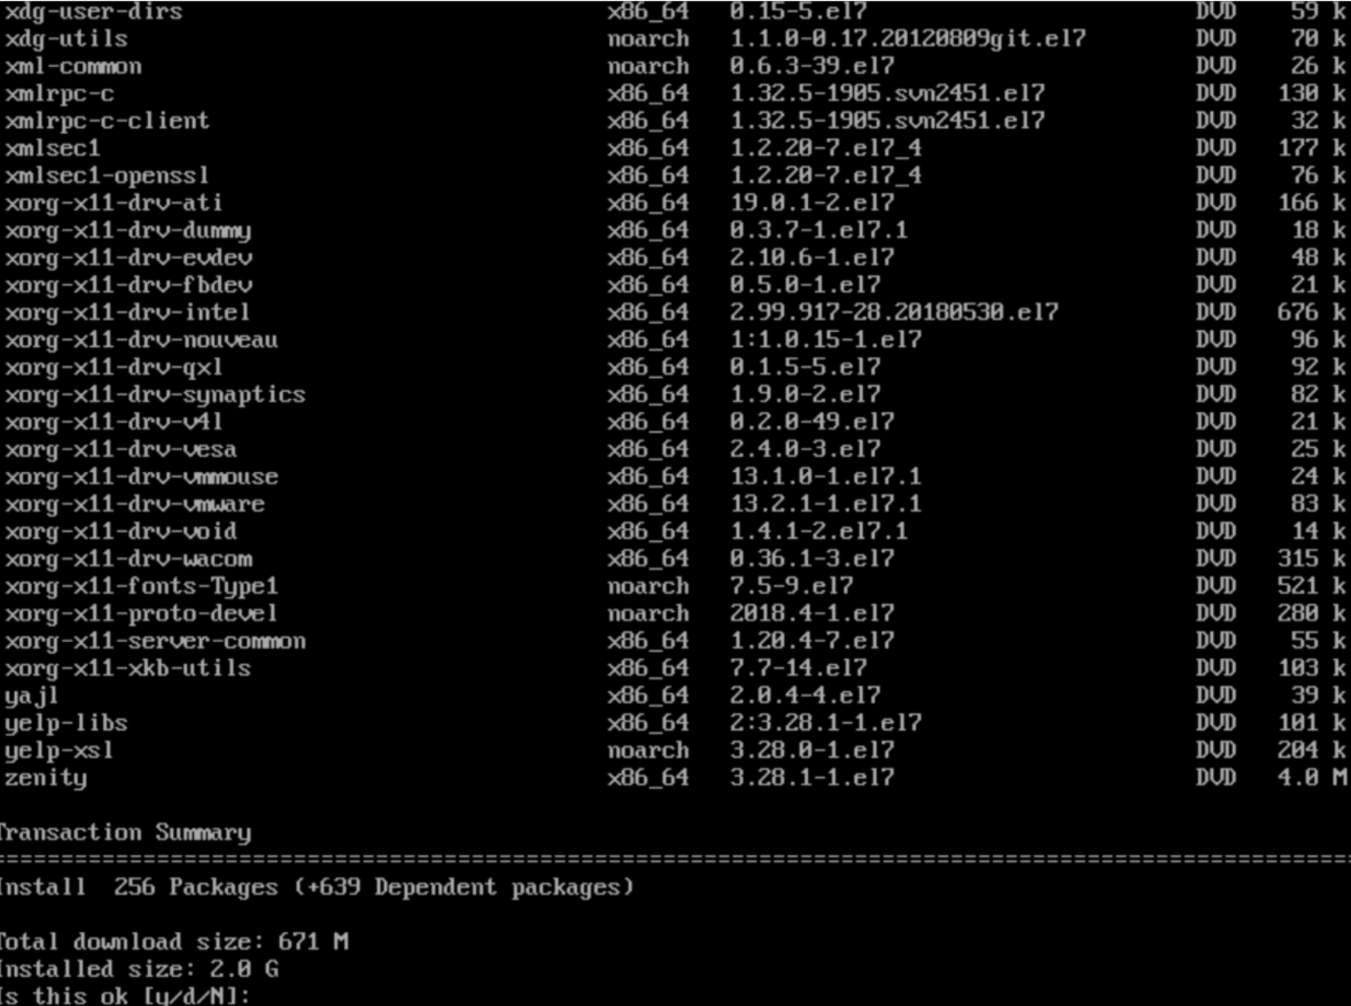 xdg-user-dirs x86_64 0.15-5.el7 DVD 59 k
xdg-utils noarch 1.1.0-0.17.20120809git.el7 DVD 70 k
xml-common noarch 0.6.3-39.el7 DVD 26 k
xmlrpc-c x86_64 1.32.5-1905.svn2451.el7 DVD 130 k
xmlrpc-c-client x86_64 1.32.5-1905.svn2451.el7 DVD 32 k
xmlsec1 x86_64 1.2.20-7.el7_4 DVD 177 k
xmlsec1-openssl x86_64 1.2.20-7.el7_4 DVD 76 k
xorg-x11-drv-ati x86_64 19.0.1-2.el7 DVD 166 k
xorg-x11-drv-dummy x86_64 0.3.7-1.el7.1 DVD 18 k
xorg-x11-drv-evdev x86_64 2.10.6-1.el7 DVD 48 k
xorg-x11-drv-fbdev x86_64 0.5.0-1.el7 DVD 21 k
xorg-x11-drv-intel x86_64 2.99.917-28.20180530.el7 DVD 676 k
xorg-x11-drv-nouveau x86_64 1:1.0.15-1.el7 DVD 96 k
xorg-x11-drv-qxl x86_64 0.1.5-5.el7 DVD 92 k
xorg-x11-drv-synaptics x86_64 1.9.0-2.el7 DVD 82 k
xorg-x11-drv-v4l x86_64 0.2.0-49.el7 DVD 21 k
xorg-x11-drv-vesa x86_64 2.4.0-3.el7 DVD 25 k
xorg-x11-drv-vmmouse x86_64 13.1.0-1.el7.1 DVD 24 k
xorg-x11-drv-vmware x86_64 13.2.1-1.el7.1 DVD 83 k
xorg-x11-drv-void x86_64 1.4.1-2.el7.1 DVD 14 k
xorg-x11-drv-wacom x86_64 0.36.1-3.el7 DVD 315 k
xorg-x11-fonts-Type1 noarch 7.5-9.el7 DVD 521 k
xorg-x11-proto-devel noarch 2018.4-1.el7 DVD 280 k
xorg-x11-server-common x86_64 1.20.4-7.el7 DVD 55 k
xorg-x11-xkb-utils x86_64 7.7-14.el7 DVD 103 k
yajl x86_64 2.0.4-4.el7 DVD 39 k
yelp-libs x86_64 2:3.28.1-1.el7 DVD 101 k
yelp-xsl noarch 3.28.0-1.el7 DVD 204 k
zenity x86_64 3.28.1-1.el7 DVD 4.0 M
Transaction Summary
Install 256 Packages (+639 Dependent packages)
Total download size: 671 M
Installed size: 2.0 G
Is this ok [y/d/N]: